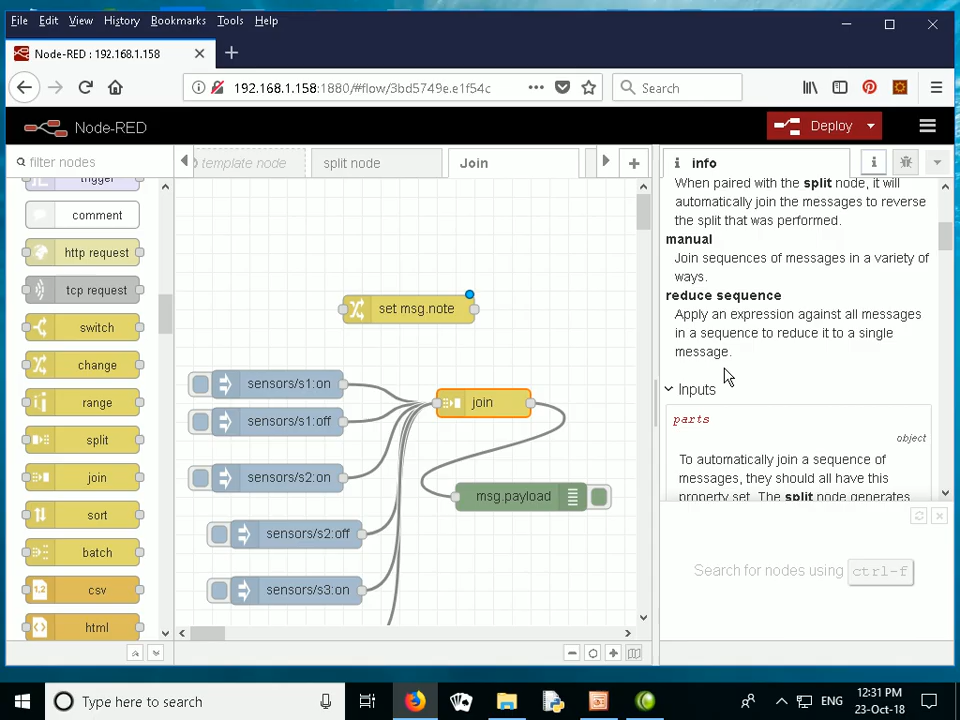 File Edit View History Bookmarks Tools Help
Node-RED : 192.168.1.158
192.168.1.158:1880/#flow/3bd5749e.e1f54c
Search
Node-RED
Deploy
filter nodes
template node
split node
Join
info
trigger
comment
http request
tcp request
switch
change
range
split
join
sort
batch
csv
html
set msg.note
sensors/s1:on
sensors/s1:off
sensors/s2:on
sensors/s2:off
sensors/s3:on
join
msg.payload
When paired with the split node, it will
automatically join the messages to reverse
the split that was performed.
manual
Join sequences of messages in a variety of
ways.
reduce sequence
Apply an expression against all messages
in a sequence to reduce it to a single
message.
Inputs
parts
object
To automatically join a sequence of
messages, they should all have this
property set. The split node generates
Search for nodes using ctrl-f
Type here to search
ENG
12:31 PM
23-Oct-18